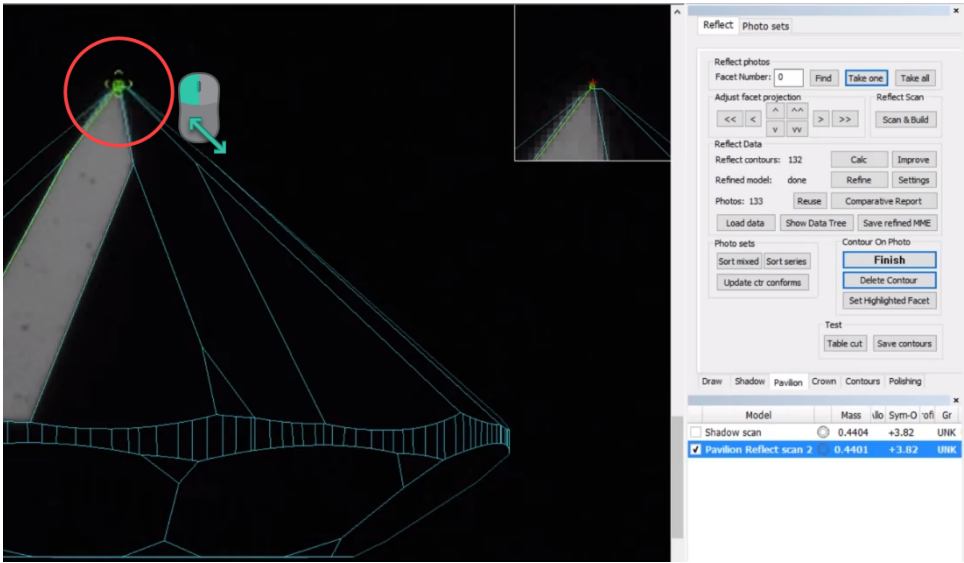 Reflect Photo sets
Reflect photos
Facet Number: 0 Find Take one Take all
Adjust facet projection Reflect Scan
<< < ^ ^^ v vv > >> Scan & Build
Reflect Data
Reflect contours: 132 Calc Improve
Refined model: done Refine Settings
Photos: 133 Reuse Comparative Report
Load data Show Data Tree Save refined MME
Photo sets Contour On Photo
Sort mixed Sort series Finish
Update ctr conforms Delete Contour
Set Highlighted Facet
Test
Table cut Save contours
Draw Shadow Pavilion Crown Contours Polishing
Model Mass Sym-O Gr
Shadow scan 0.4404 +3.82 UNK
Pavilion Reflect scan 2 0.4401 +3.82 UNK